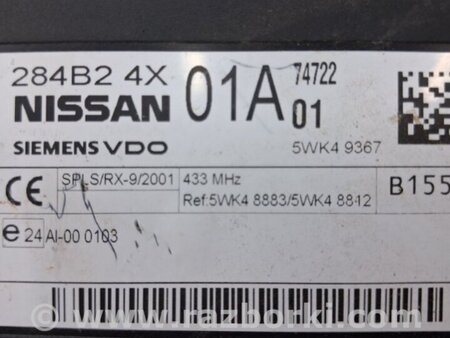 284B2 4X 01A 74722
NISSAN 01
SIEMENS VDO 5WK4 9367
CE SPLS/RX-9/2001 433 MHz B155
Ref:5WK4 8883/5WK4 8812
e 24 AI-00 0103
www.razborki.com